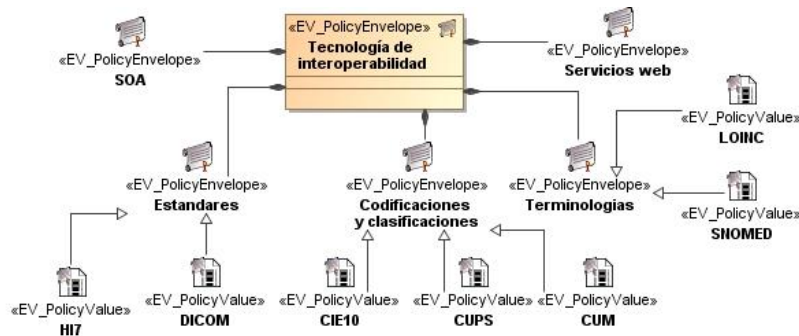 «EV_PolicyEnvelope»
Tecnología de
interoperabilidad
«EV_PolicyEnvelope»
SOA
«EV_PolicyEnvelope»
Servicios web
«EV_PolicyValue»
LOINC
«EV_PolicyEnvelope»
Estandares
«EV_PolicyEnvelope»
Codificaciones
y clasificaciones
«EV_PolicyEnvelope»
Terminologias
«EV_PolicyValue»
SNOMED
«EV_PolicyValue»
HI7
«EV_PolicyValue»
DICOM
«EV_PolicyValue»
CIE10
«EV_PolicyValue»
CUPS
«EV_PolicyValue»
CUM